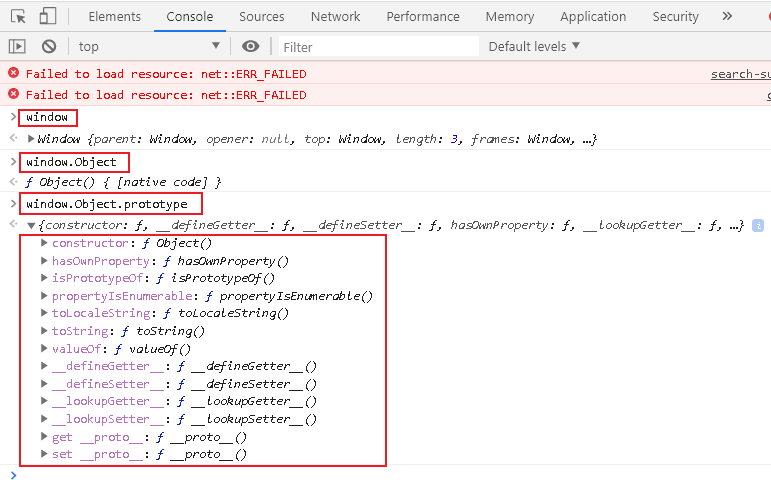 Elements Console Sources Network Performance Memory Application Security »
top ▼ Filter Default levels ▼
Failed to load resource: net::ERR_FAILED search-su
Failed to load resource: net::ERR_FAILED
> window
Window {parent: Window, opener: null, top: Window, length: 3, frames: Window, …}
> window.Object
ƒ Object() { [native code] }
> window.Object.prototype
{constructor: ƒ, __defineGetter__: ƒ, __defineSetter__: ƒ, hasOwnProperty: ƒ, __lookupGetter__: ƒ, …} i
constructor: ƒ Object()
hasOwnProperty: ƒ hasOwnProperty()
isPrototypeOf: ƒ isPrototypeOf()
propertyIsEnumerable: ƒ propertyIsEnumerable()
toLocaleString: ƒ toLocaleString()
toString: ƒ toString()
valueOf: ƒ valueOf()
__defineGetter__: ƒ __defineGetter__()
__defineSetter__: ƒ __defineSetter__()
__lookupGetter__: ƒ __lookupGetter__()
__lookupSetter__: ƒ __lookupSetter__()
get __proto__: ƒ __proto__()
set __proto__: ƒ __proto__()
>